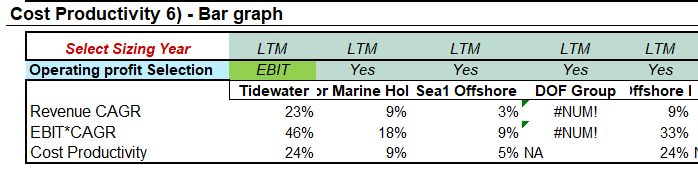 Cost Productivity 6) - Bar graph
Select Sizing Year LTM LTM LTM LTM LTM
Operating profit Selection EBIT Yes Yes Yes Yes
Tidewater or Marine Hol Sea1 Offshore DOF Group Offshore I
Revenue CAGR 23% 9% 3% #NUM! 9%
EBIT*CAGR 46% 18% 9% #NUM! 33%
Cost Productivity 24% 9% 5% NA 24% N